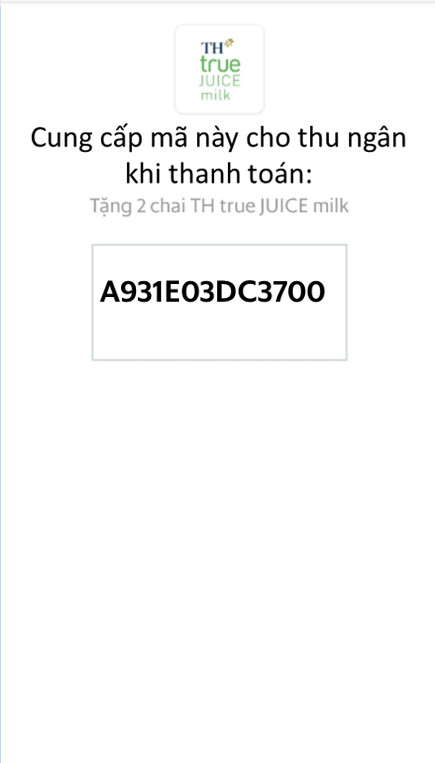 TH
true
JUICE
milk
Cung cấp mã này cho thu ngân
khi thanh toán:
Tặng 2 chai TH true JUICE milk
A931E03DC3700